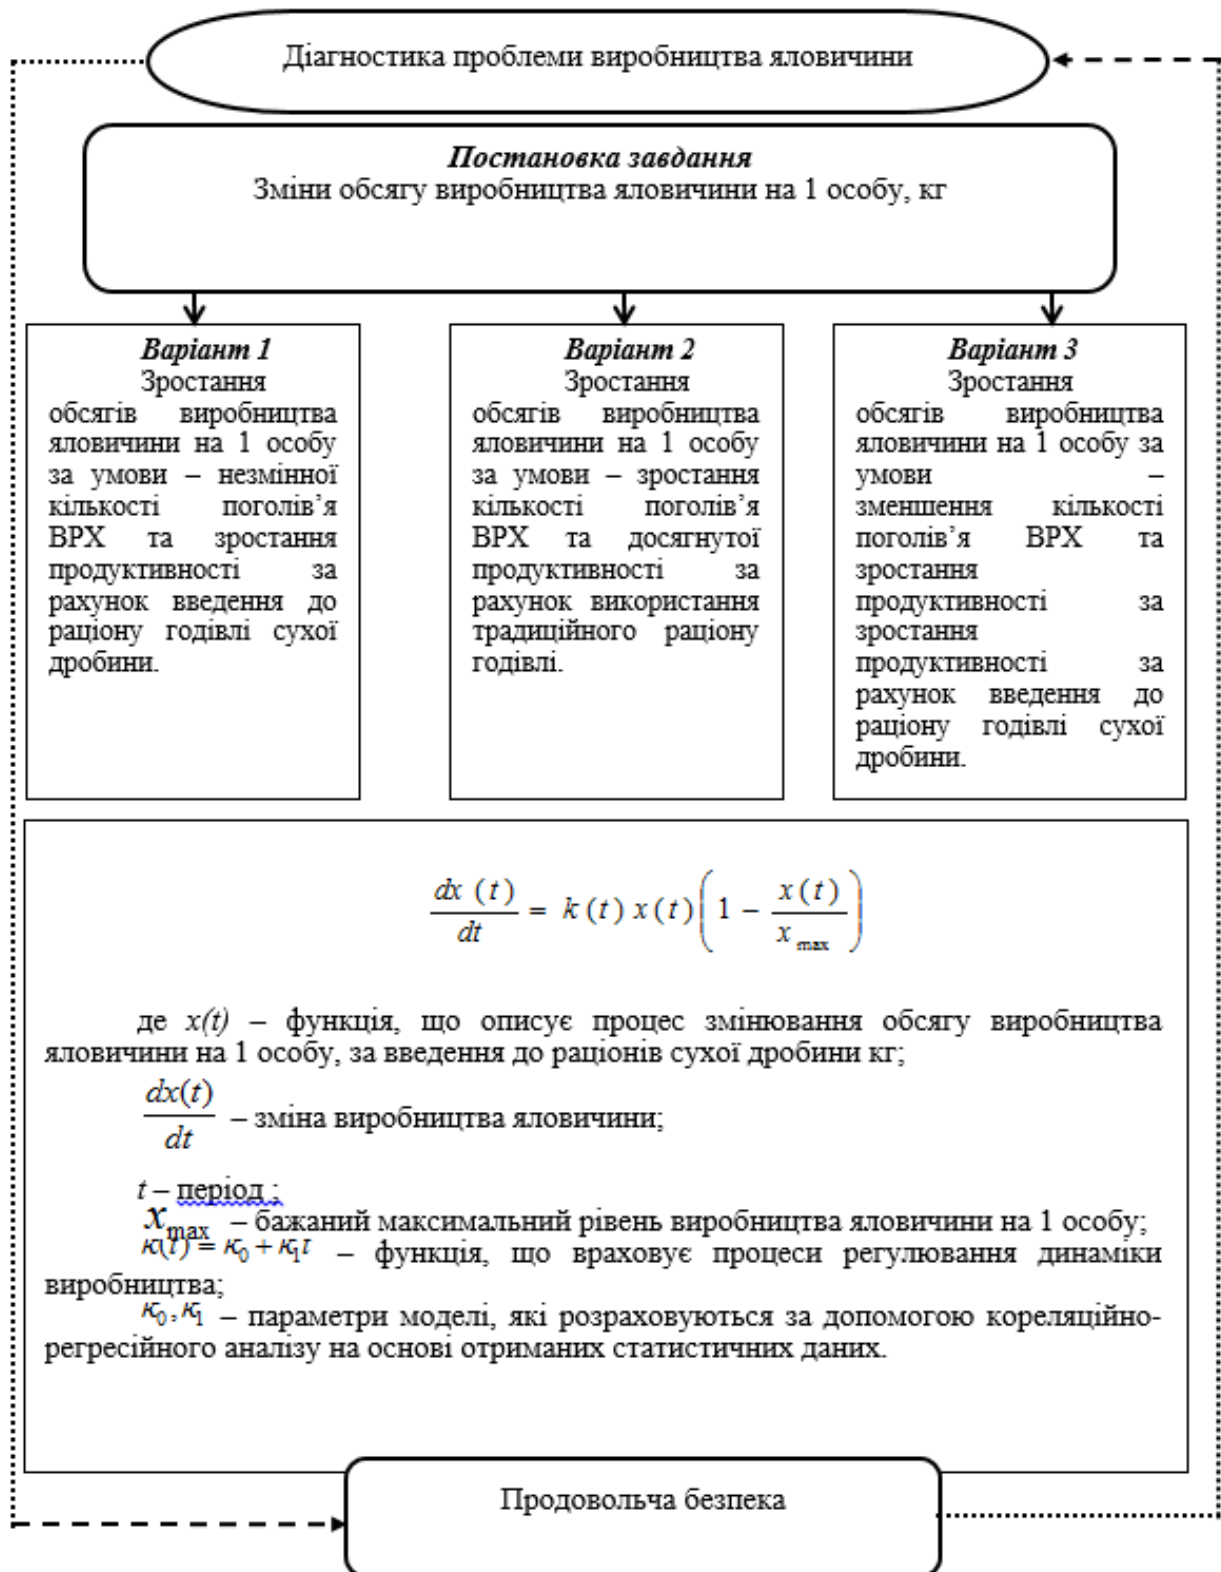 Діагностика проблеми виробництва яловичини
Постановка завдання
Зміни обсягу виробництва яловичини на 1 особу, кг
Варіант 1
Зростання
обсягів виробництва
яловичини на 1 особу
за умови – незмінної
кількості поголів’я
ВРХ та зростання
продуктивності за
рахунок введення до
раціону годівлі сухої
дробини.
Варіант 2
Зростання
обсягів виробництва
яловичини на 1 особу
за умови – зростання
кількості поголів’я
ВРХ та досягнутої
продуктивності за
рахунок використання
традиційного раціону
годівлі.
Варіант 3
Зростання
обсягів виробництва
яловичини на 1 особу за
умови –
зменшення кількості
поголів’я ВРХ та
зростання
продуктивності за
зростання
продуктивності за
рахунок введення до
раціону годівлі сухої
дробини.
dx (t)/dt = k (t) x (t) (1 − x (t)/x max)
де x(t) – функція, що описує процес змінювання обсягу виробництва
яловичини на 1 особу, за введення до раціонів сухої дробини кг;
dx(t)/dt – зміна виробництва яловичини;
t – період ;
x max – бажаний максимальний рівень виробництва яловичини на 1 особу;
κ(t) = κ₀ + κ₁t – функція, що враховує процеси регулювання динаміки
виробництва;
κ₀, κ₁ – параметри моделі, які розраховуються за допомогою кореляційно-
регресійного аналізу на основі отриманих статистичних даних.
Продовольча безпека